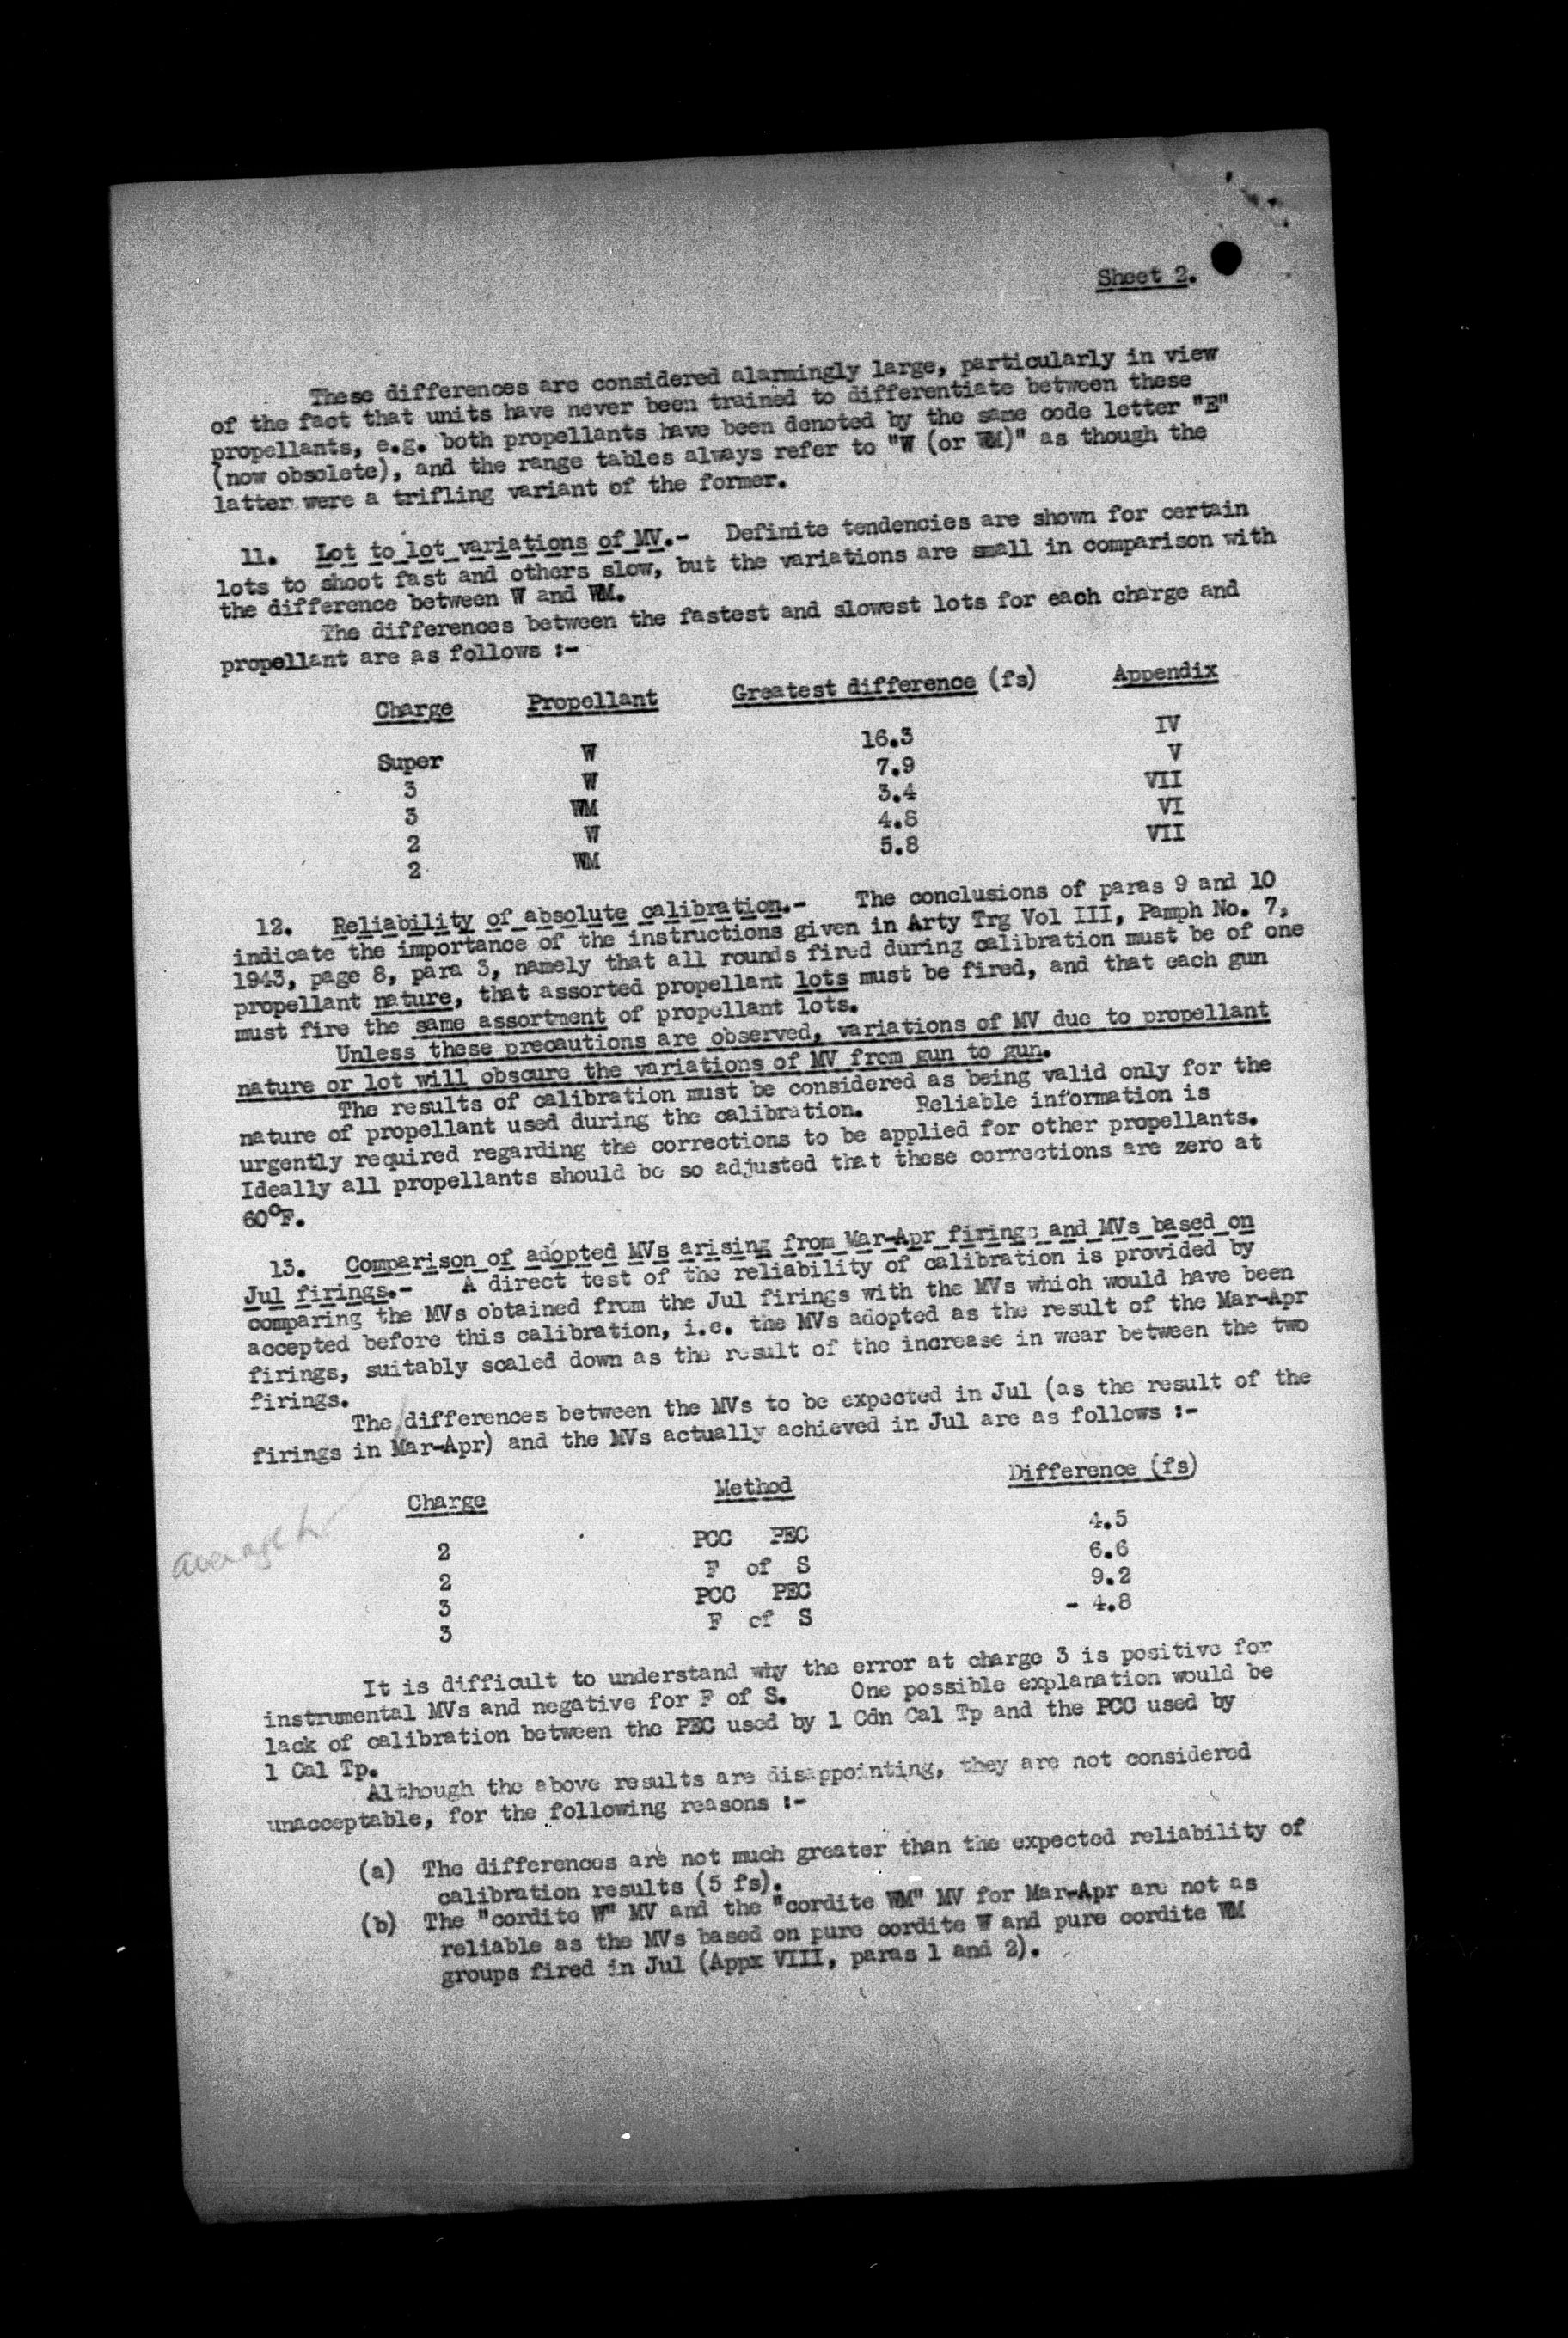 Sheet 2.
These differences are considered alarmingly large, particularly in view
of the fact that units have never been trained to differentiate between these
propellants, e.g. both propellants have been denoted by the same code letter "E"
(now obsolete), and the range tables always refer to "W (or WM)" as though the
latter were a trifling variant of the former.
11. Lot to lot variations of MV.- Definite tendencies are shown for certain
lots to shoot fast and others slow, but the variations are small in comparison with
the difference between W and WM.
The differences between the fastest and slowest lots for each charge and
propellant are as follows :-
Charge Propellant Greatest difference (fs) Appendix
Super W 16.3 IV
3 W 7.9 V
3 WM 3.4 VII
2 W 4.8 VI
2 WM 5.8 VII
12. Reliability of absolute calibration.- The conclusions of paras 9 and 10
indicate the importance of the instructions given in Arty Trg Vol III, Pamph No. 7,
1943, page 8, para 3, namely that all rounds fired during calibration must be of one
propellant nature, that assorted propellant lots must be fired, and that each gun
must fire the same assortment of propellant lots.
Unless these precautions are observed, variations of MV due to propellant
nature or lot will obscure the variations of MV from gun to gun.
The results of calibration must be considered as being valid only for the
nature of propellant used during the calibration. Reliable information is
urgently required regarding the corrections to be applied for other propellants.
Ideally all propellants should be so adjusted that these corrections are zero at
60°F.
13. Comparison of adopted MVs arising from Mar-Apr firings and MVs based on
Jul firings.- A direct test of the reliability of calibration is provided by
comparing the MVs obtained from the Jul firings with the MVs which would have been
accepted before this calibration, i.e. the MVs adopted as the result of the Mar-Apr
firings, suitably scaled down as the result of the increase in wear between the two
firings.
The/differences between the MVs to be expected in Jul (as the result of the
firings in Mar-Apr) and the MVs actually achieved in Jul are as follows :-
average
Charge Method Difference (fs)
2 PCC PEC 4.5
2 F of S 6.6
3 PCC PEC 9.2
3 F of S - 4.8
It is difficult to understand why the error at charge 3 is positive for
instrumental MVs and negative for F of S. One possible explanation would be
lack of calibration between the PEC used by 1 Cdn Cal Tp and the PCC used by
1 Cal Tp.
Although the above results are disappointing, they are not considered
unacceptable, for the following reasons :-
(a) The differences are not much greater than the expected reliability of
calibration results (5 fs).
(b) The "cordite W" MV and the "cordite WM" MV for Mar-Apr are not as
reliable as the MVs based on pure cordite W and pure cordite WM
groups fired in Jul (Appx VIII, paras 1 and 2).